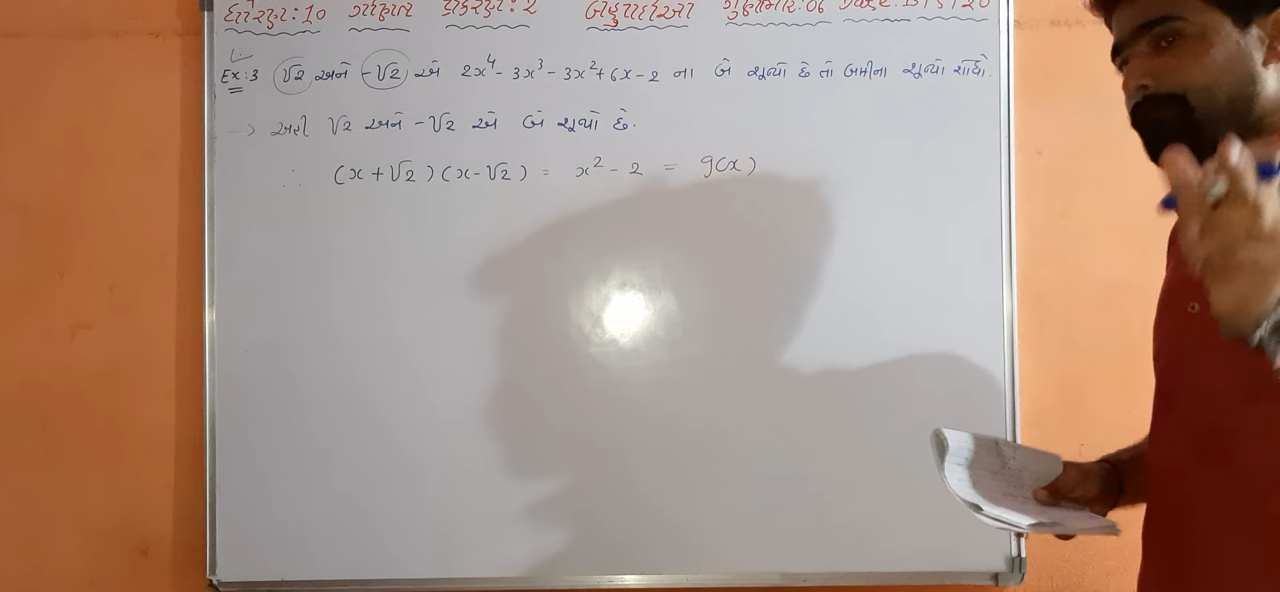 ધોરણ:10 ગણિત પ્રકરણ:2 બહુપદીઓ
Ex:3 √2 અને -√2 એ 2x⁴ - 3x³ - 3x² + 6x - 2 ના બે શૂન્યો છે તો બાકીના શૂન્યો શોધો.
→ અહીં √2 અને -√2 એ બે શૂન્યો છે.
∴ (x+√2)(x-√2) = x² - 2 = g(x)